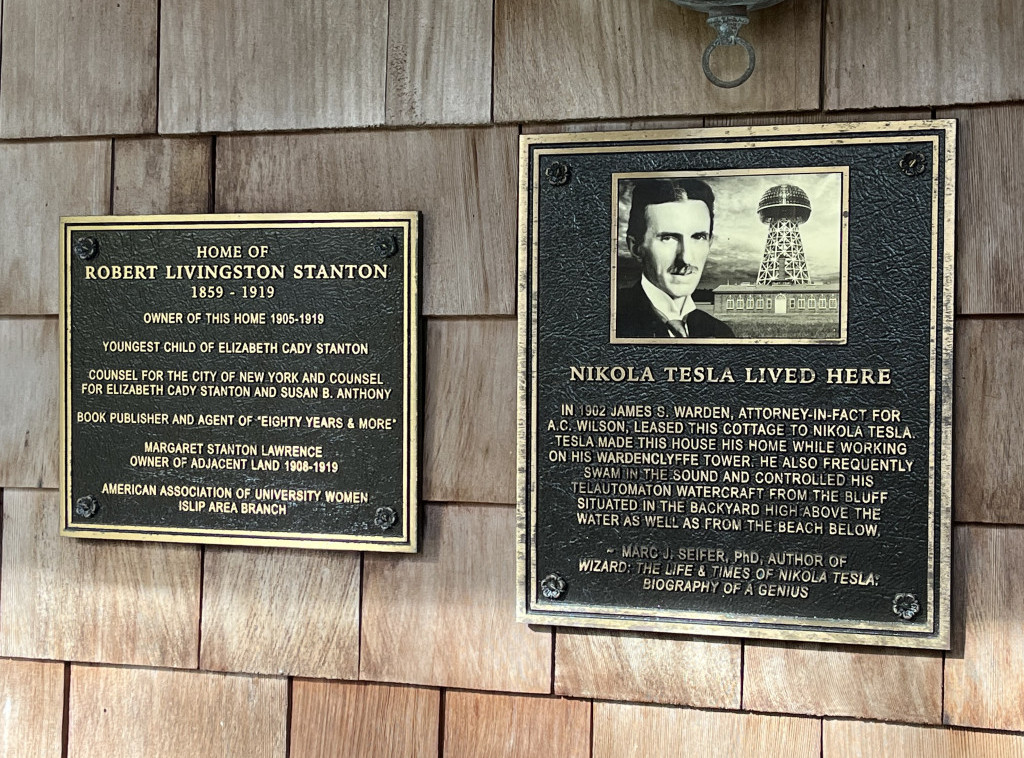 HOME OF
ROBERT LIVINGSTON STANTON
1859 - 1919
OWNER OF THIS HOME 1905-1919
YOUNGEST CHILD OF ELIZABETH CADY STANTON
COUNSEL FOR THE CITY OF NEW YORK AND COUNSEL
FOR ELIZABETH CADY STANTON AND SUSAN B. ANTHONY
BOOK PUBLISHER AND AGENT OF "EIGHTY YEARS & MORE"
MARGARET STANTON LAWRENCE
OWNER OF ADJACENT LAND 1908-1919
AMERICAN ASSOCIATION OF UNIVERSITY WOMEN
ISLIP AREA BRANCH
NIKOLA TESLA LIVED HERE
IN 1902 JAMES S. WARDEN, ATTORNEY-IN-FACT FOR
A.C. WILSON, LEASED THIS COTTAGE TO NIKOLA TESLA.
TESLA MADE THIS HOUSE HIS HOME WHILE WORKING
ON HIS WARDENCLYFFE TOWER. HE ALSO FREQUENTLY
SWAM IN THE SOUND AND CONTROLLED HIS
TELAUTOMATON WATERCRAFT FROM THE BLUFF
SITUATED IN THE BACKYARD HIGH ABOVE THE
WATER AS WELL AS FROM THE BEACH BELOW.
~ MARC J. SEIFER, PhD, AUTHOR OF
WIZARD: THE LIFE & TIMES OF NIKOLA TESLA:
BIOGRAPHY OF A GENIUS